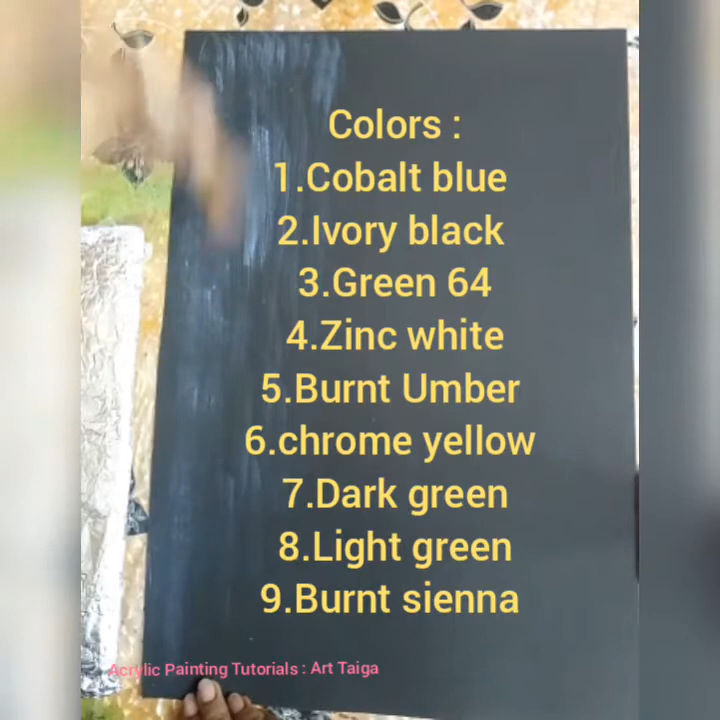 Colors :
1.Cobalt blue
2.Ivory black
3.Green 64
4.Zinc white
5.Burnt Umber
6.chrome yellow
7.Dark green
8.Light green
9.Burnt sienna
Acrylic Painting Tutorials : Art Taiga